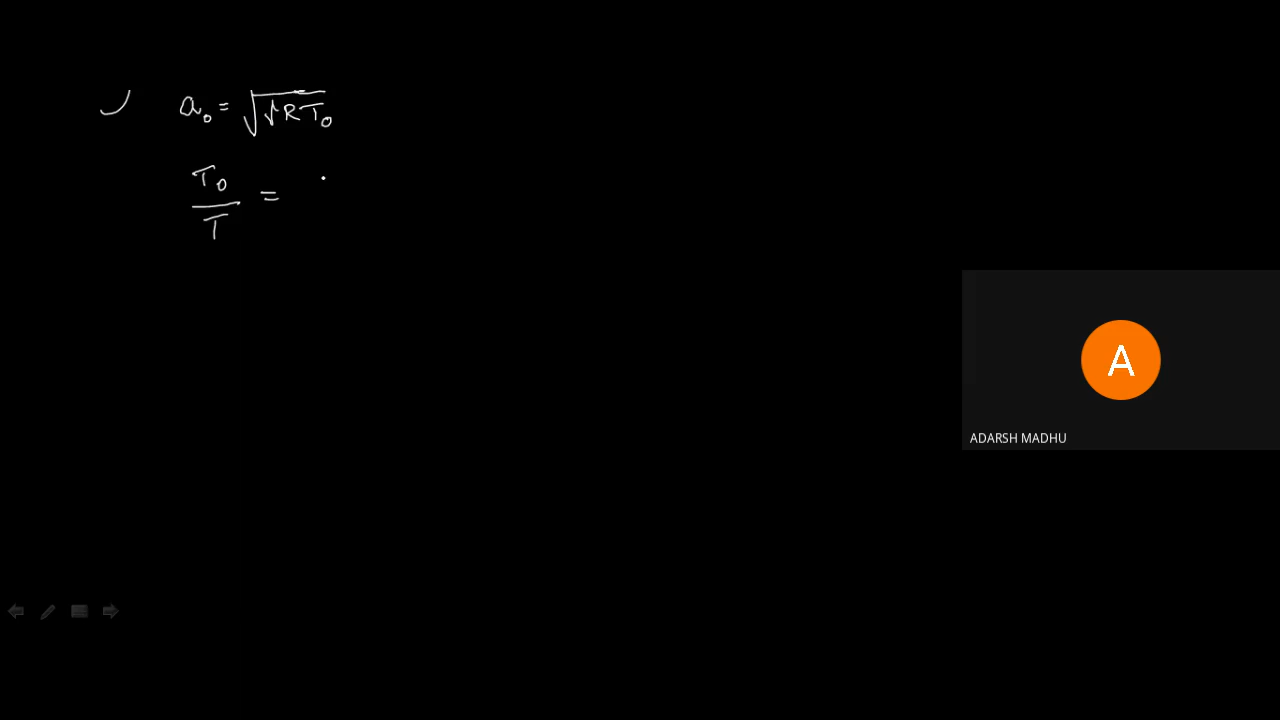 a₀ = √(γRT₀)
T₀/T =
A
ADARSH MADHU